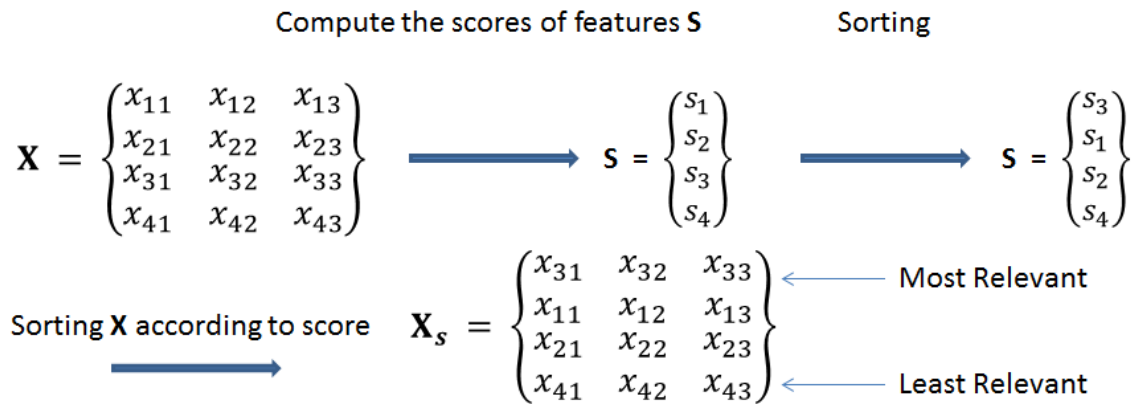 Compute the scores of features S Sorting
X = { x₁₁ x₁₂ x₁₃ S = { s₁ S = { s₃
x₂₁ x₂₂ x₂₃ s₂ s₁
x₃₁ x₃₂ x₃₃ s₃ s₂
x₄₁ x₄₂ x₄₃ } s₄ } s₄ }
x₃₁ x₃₂ x₃₃ Most Relevant
Sorting X according to score Xₛ = { x₁₁ x₁₂ x₁₃
x₂₁ x₂₂ x₂₃
x₄₁ x₄₂ x₄₃ } Least Relevant